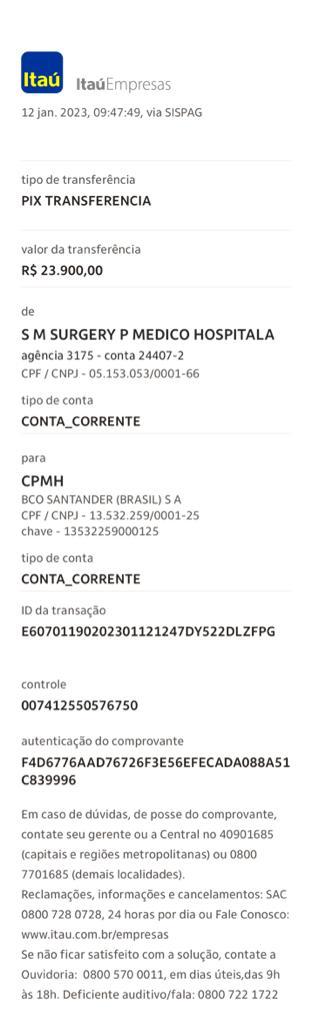 Itaú
ItaúEmpresas
12 jan. 2023, 09:47:49, via SISPAG
tipo de transferência
PIX TRANSFERENCIA
valor da transferência
R$ 23.900,00
de
S M SURGERY P MEDICO HOSPITALA
agência 3175 - conta 24407-2
CPF / CNPJ - 05.153.053/0001-66
tipo de conta
CONTA_CORRENTE
para
CPMH
BCO SANTANDER (BRASIL) S A
CPF / CNPJ - 13.532.259/0001-25
chave - 13532259000125
tipo de conta
CONTA_CORRENTE
ID da transação
E60701190202301121247DY522DLZFPG
controle
007412550576750
autenticação do comprovante
F4D6776AAD76726F3E56EFECADA088A51
C839996
Em caso de dúvidas, de posse do comprovante,
contate seu gerente ou a Central no 40901685
(capitais e regiões metropolitanas) ou 0800
7701685 (demais localidades).
Reclamações, informações e cancelamentos: SAC
0800 728 0728, 24 horas por dia ou Fale Conosco:
www.itau.com.br/empresas
Se não ficar satisfeito com a solução, contate a
Ouvidoria: 0800 570 0011, em dias úteis,das 9h
às 18h. Deficiente auditivo/fala: 0800 722 1722